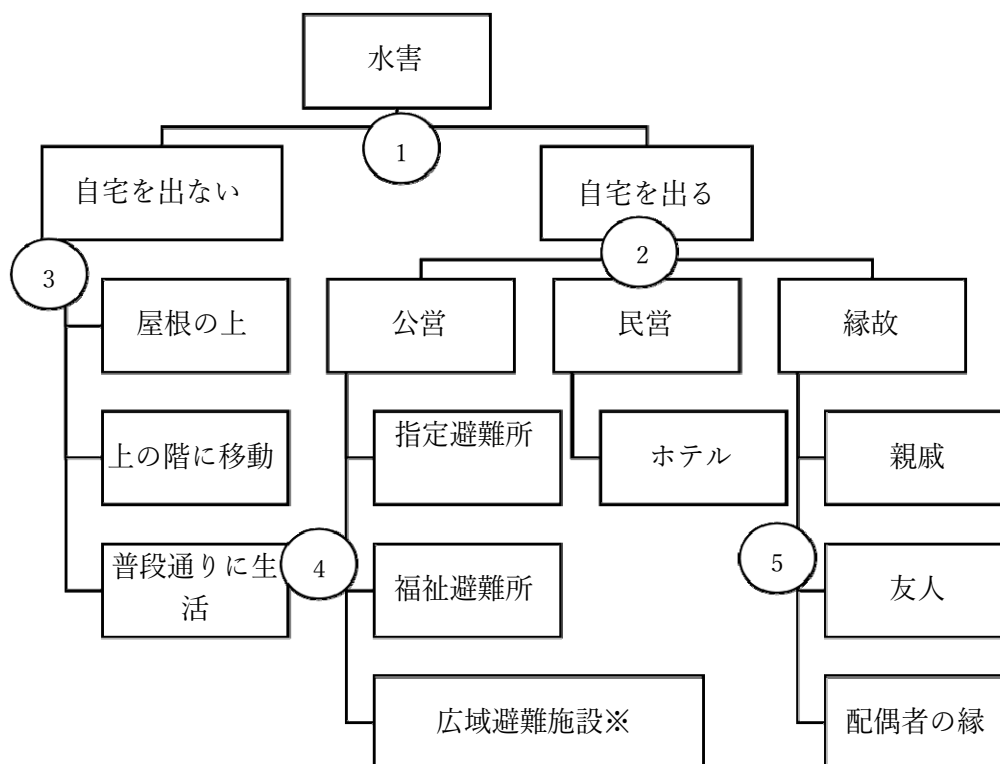 水害
1
自宅を出ない
自宅を出る
2
3
屋根の上
公営
民営
縁故
上の階に移動
指定避難所
ホテル
親戚
普段通りに生
活
4
福祉避難所
5
友人
広域避難施設※
配偶者の縁